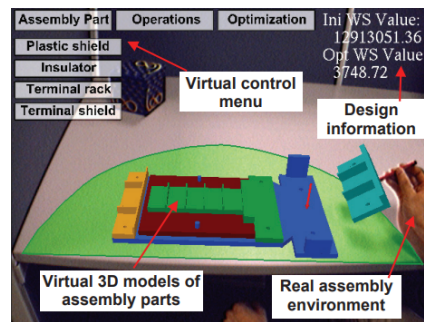 Assembly Part Operations Optimization
Ini WS Value:
12913051.36
Opt WS Value
3748.72
Plastic shield
Insulator
Terminal rack
Terminal shield
Virtual control
menu
Design
information
Virtual 3D models of
assembly parts
Real assembly
environment